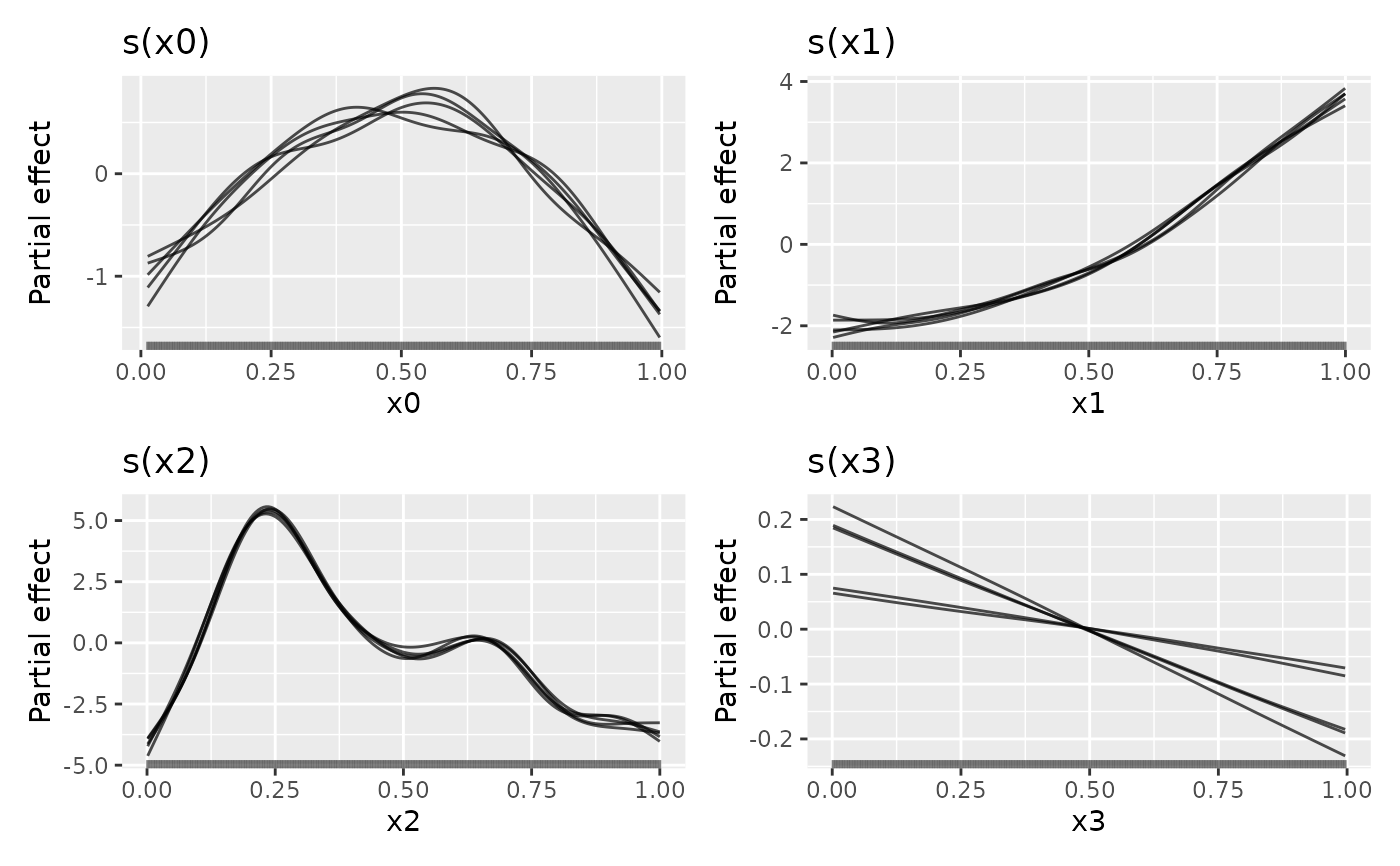 s(x0)
Partial effect
0
-1
0.00 0.25 0.50 0.75 1.00
x0
s(x1)
Partial effect
4
2
0
-2
0.00 0.25 0.50 0.75 1.00
x1
s(x2)
Partial effect
5.0
2.5
0.0
-2.5
-5.0
0.00 0.25 0.50 0.75 1.00
x2
s(x3)
Partial effect
0.2
0.1
0.0
-0.1
-0.2
0.00 0.25 0.50 0.75 1.00
x3